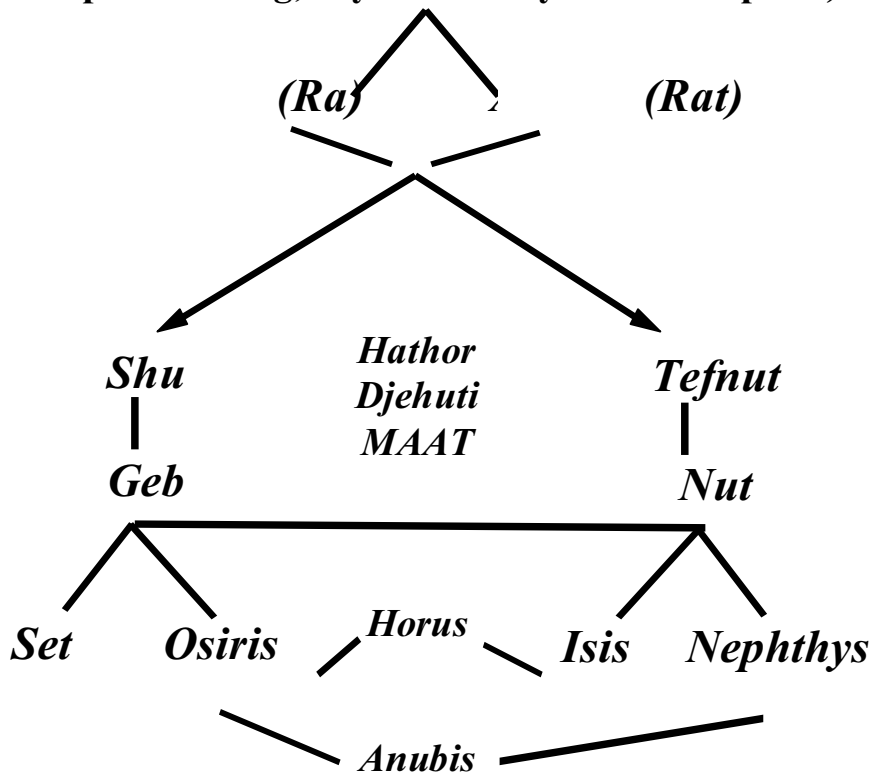 (Ra) (Rat)
Hathor
Shu Djehuti Tefnut
MAAT
Geb Nut
Horus
Set Osiris Isis Nephthys
Anubis